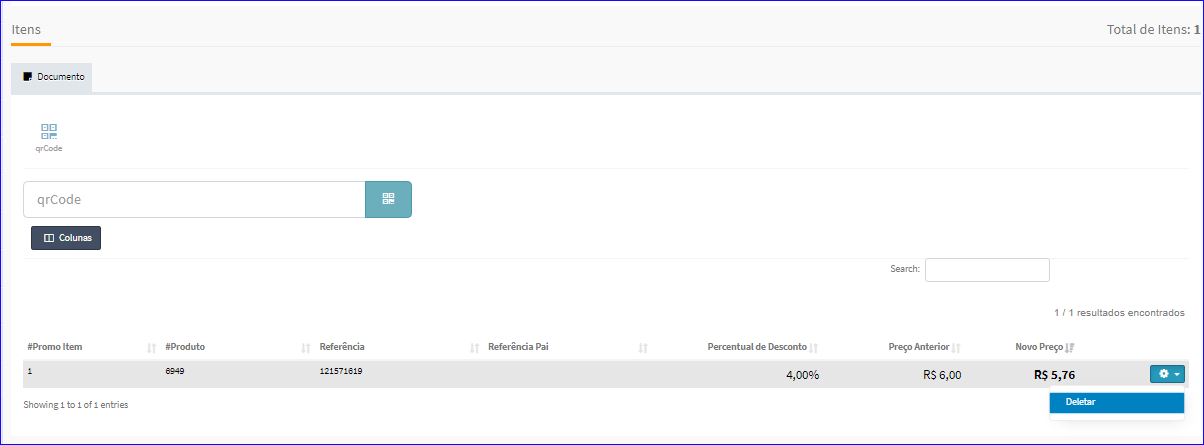 Itens
Total de Itens: 1
Documento
qrCode
qrCode
Colunas
Search:
1 / 1 resultados encontrados
#Promo Item #Produto Referência Referência Pai Percentual de Desconto Preço Anterior Novo Preço
1 6949 121571619 4,00% R$ 6,00 R$ 5,76
Deletar
Showing 1 to 1 of 1 entries